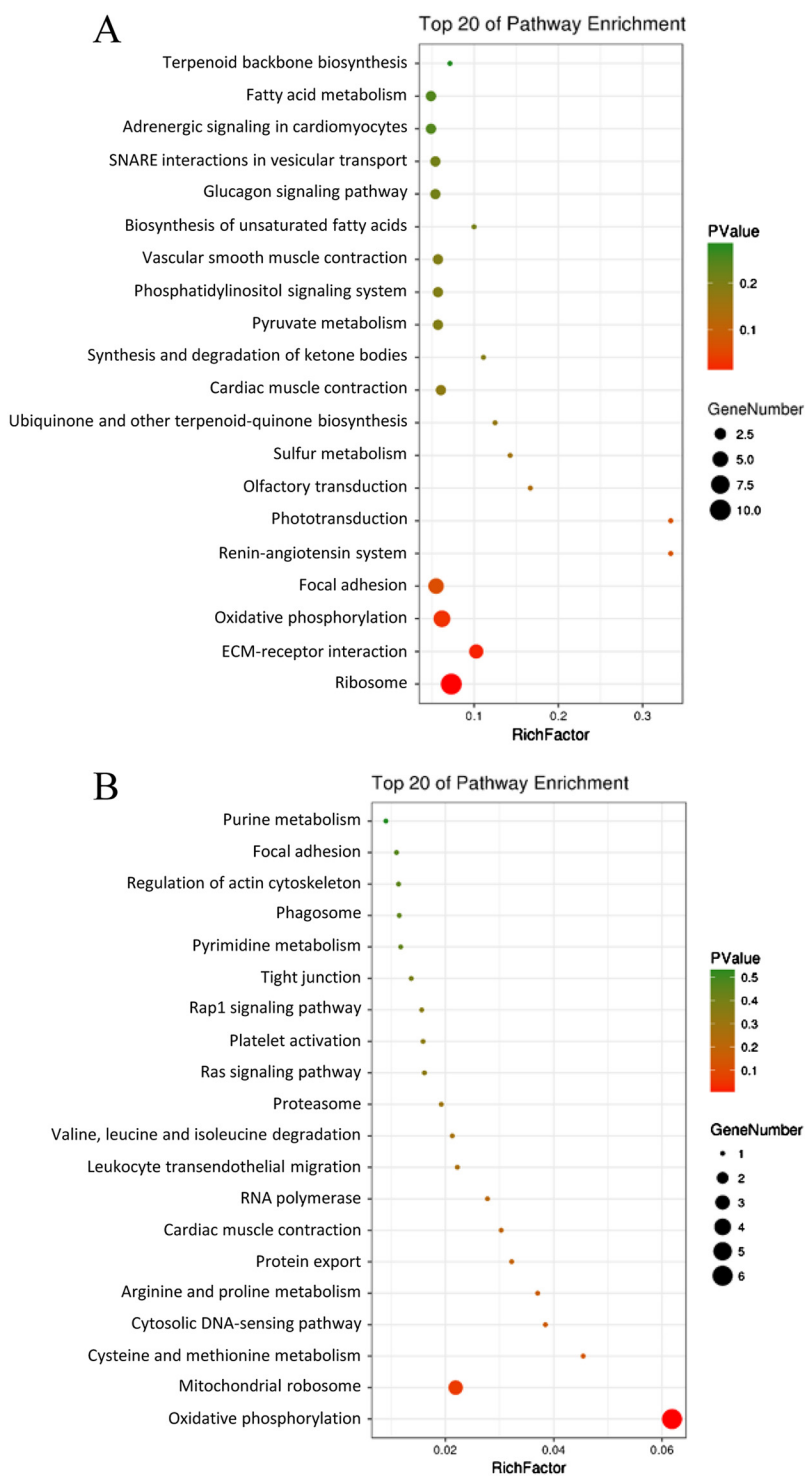 A
Top 20 of Pathway Enrichment
Terpenoid backbone biosynthesis
Fatty acid metabolism
Adrenergic signaling in cardiomyocytes
SNARE interactions in vesicular transport
Glucagon signaling pathway
Biosynthesis of unsaturated fatty acids
Vascular smooth muscle contraction
Phosphatidylinositol signaling system
Pyruvate metabolism
Synthesis and degradation of ketone bodies
Cardiac muscle contraction
Ubiquinone and other terpenoid-quinone biosynthesis
Sulfur metabolism
Olfactory transduction
Phototransduction
Renin-angiotensin system
Focal adhesion
Oxidative phosphorylation
ECM-receptor interaction
Ribosome
0.1 0.2 0.3
RichFactor
PValue
0.2
0.1
GeneNumber
2.5
5.0
7.5
10.0
B
Top 20 of Pathway Enrichment
Purine metabolism
Focal adhesion
Regulation of actin cytoskeleton
Phagosome
Pyrimidine metabolism
Tight junction
Rap1 signaling pathway
Platelet activation
Ras signaling pathway
Proteasome
Valine, leucine and isoleucine degradation
Leukocyte transendothelial migration
RNA polymerase
Cardiac muscle contraction
Protein export
Arginine and proline metabolism
Cytosolic DNA-sensing pathway
Cysteine and methionine metabolism
Mitochondrial robosome
Oxidative phosphorylation
0.02 0.04 0.06
RichFactor
PValue
0.5
0.4
0.3
0.2
0.1
GeneNumber
1
2
3
4
5
6